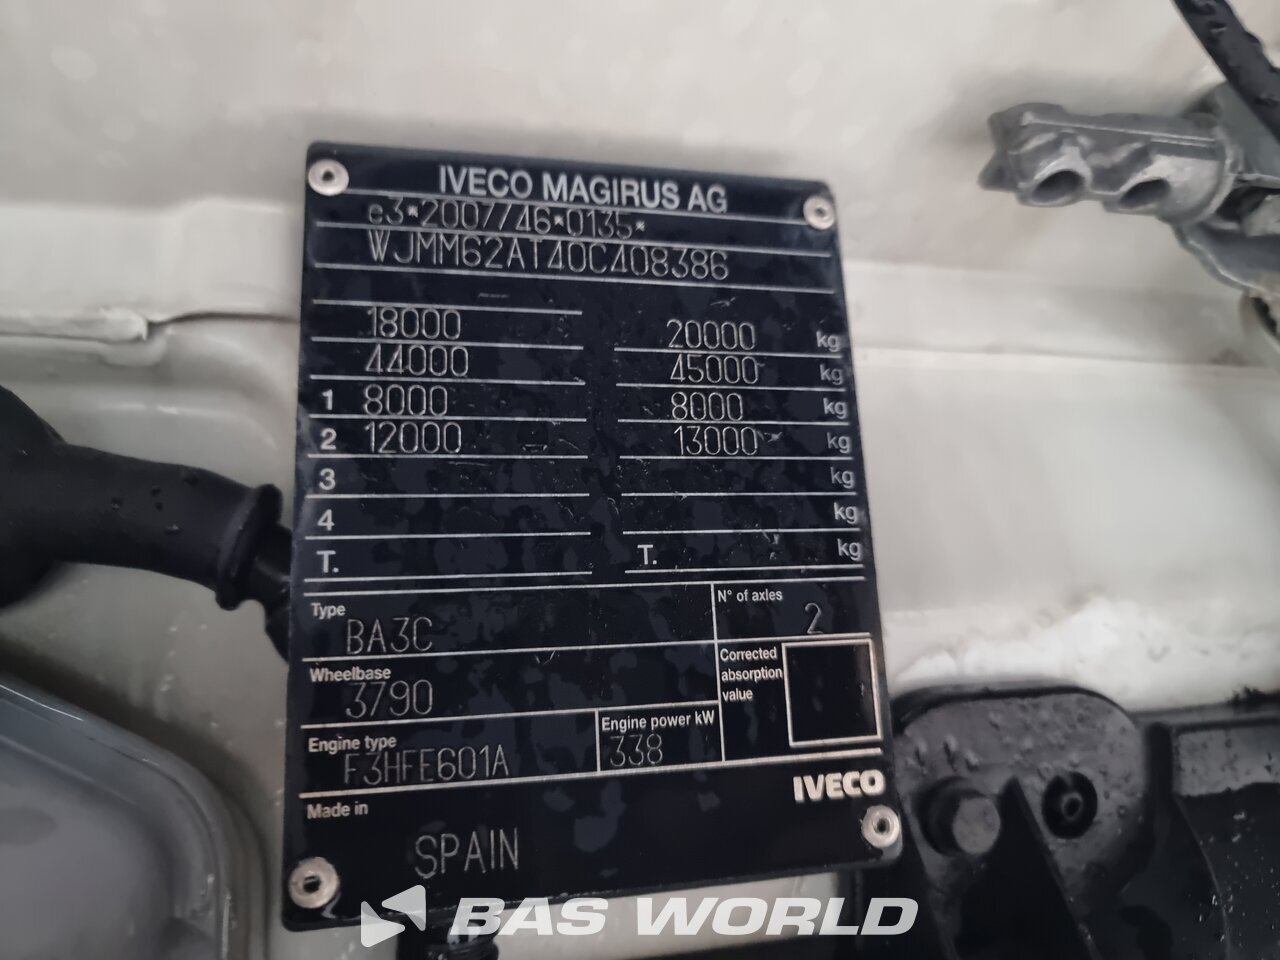 IVECO MAGIRUS AG
e3*2007/46*0135*
WJMM62AT40C408386
18000 20000 kg
44000 45000 kg
1 8000 8000 kg
2 12000 13000 kg
3 kg
4 kg
T. T. kg
Type
BA3C
N° of axles
2
Wheelbase
3790
Corrected
absorption
value
Engine type
F3HFE601A
Engine power kW
338
IVECO
Made in
SPAIN
BAS WORLD